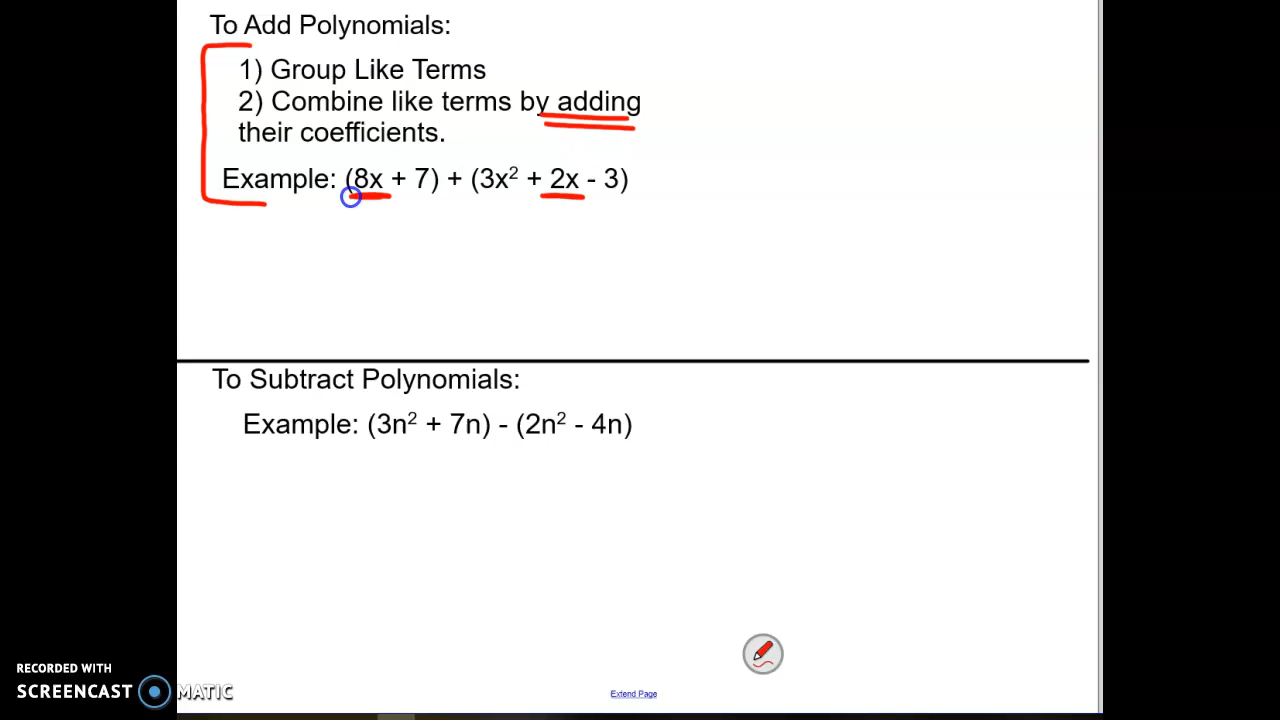 To Add Polynomials:
1) Group Like Terms
2) Combine like terms by adding
their coefficients.
Example: (8x + 7) + (3x² + 2x - 3)
To Subtract Polynomials:
Example: (3n² + 7n) - (2n² - 4n)
RECORDED WITH
SCREENCAST MATIC
Extend Page